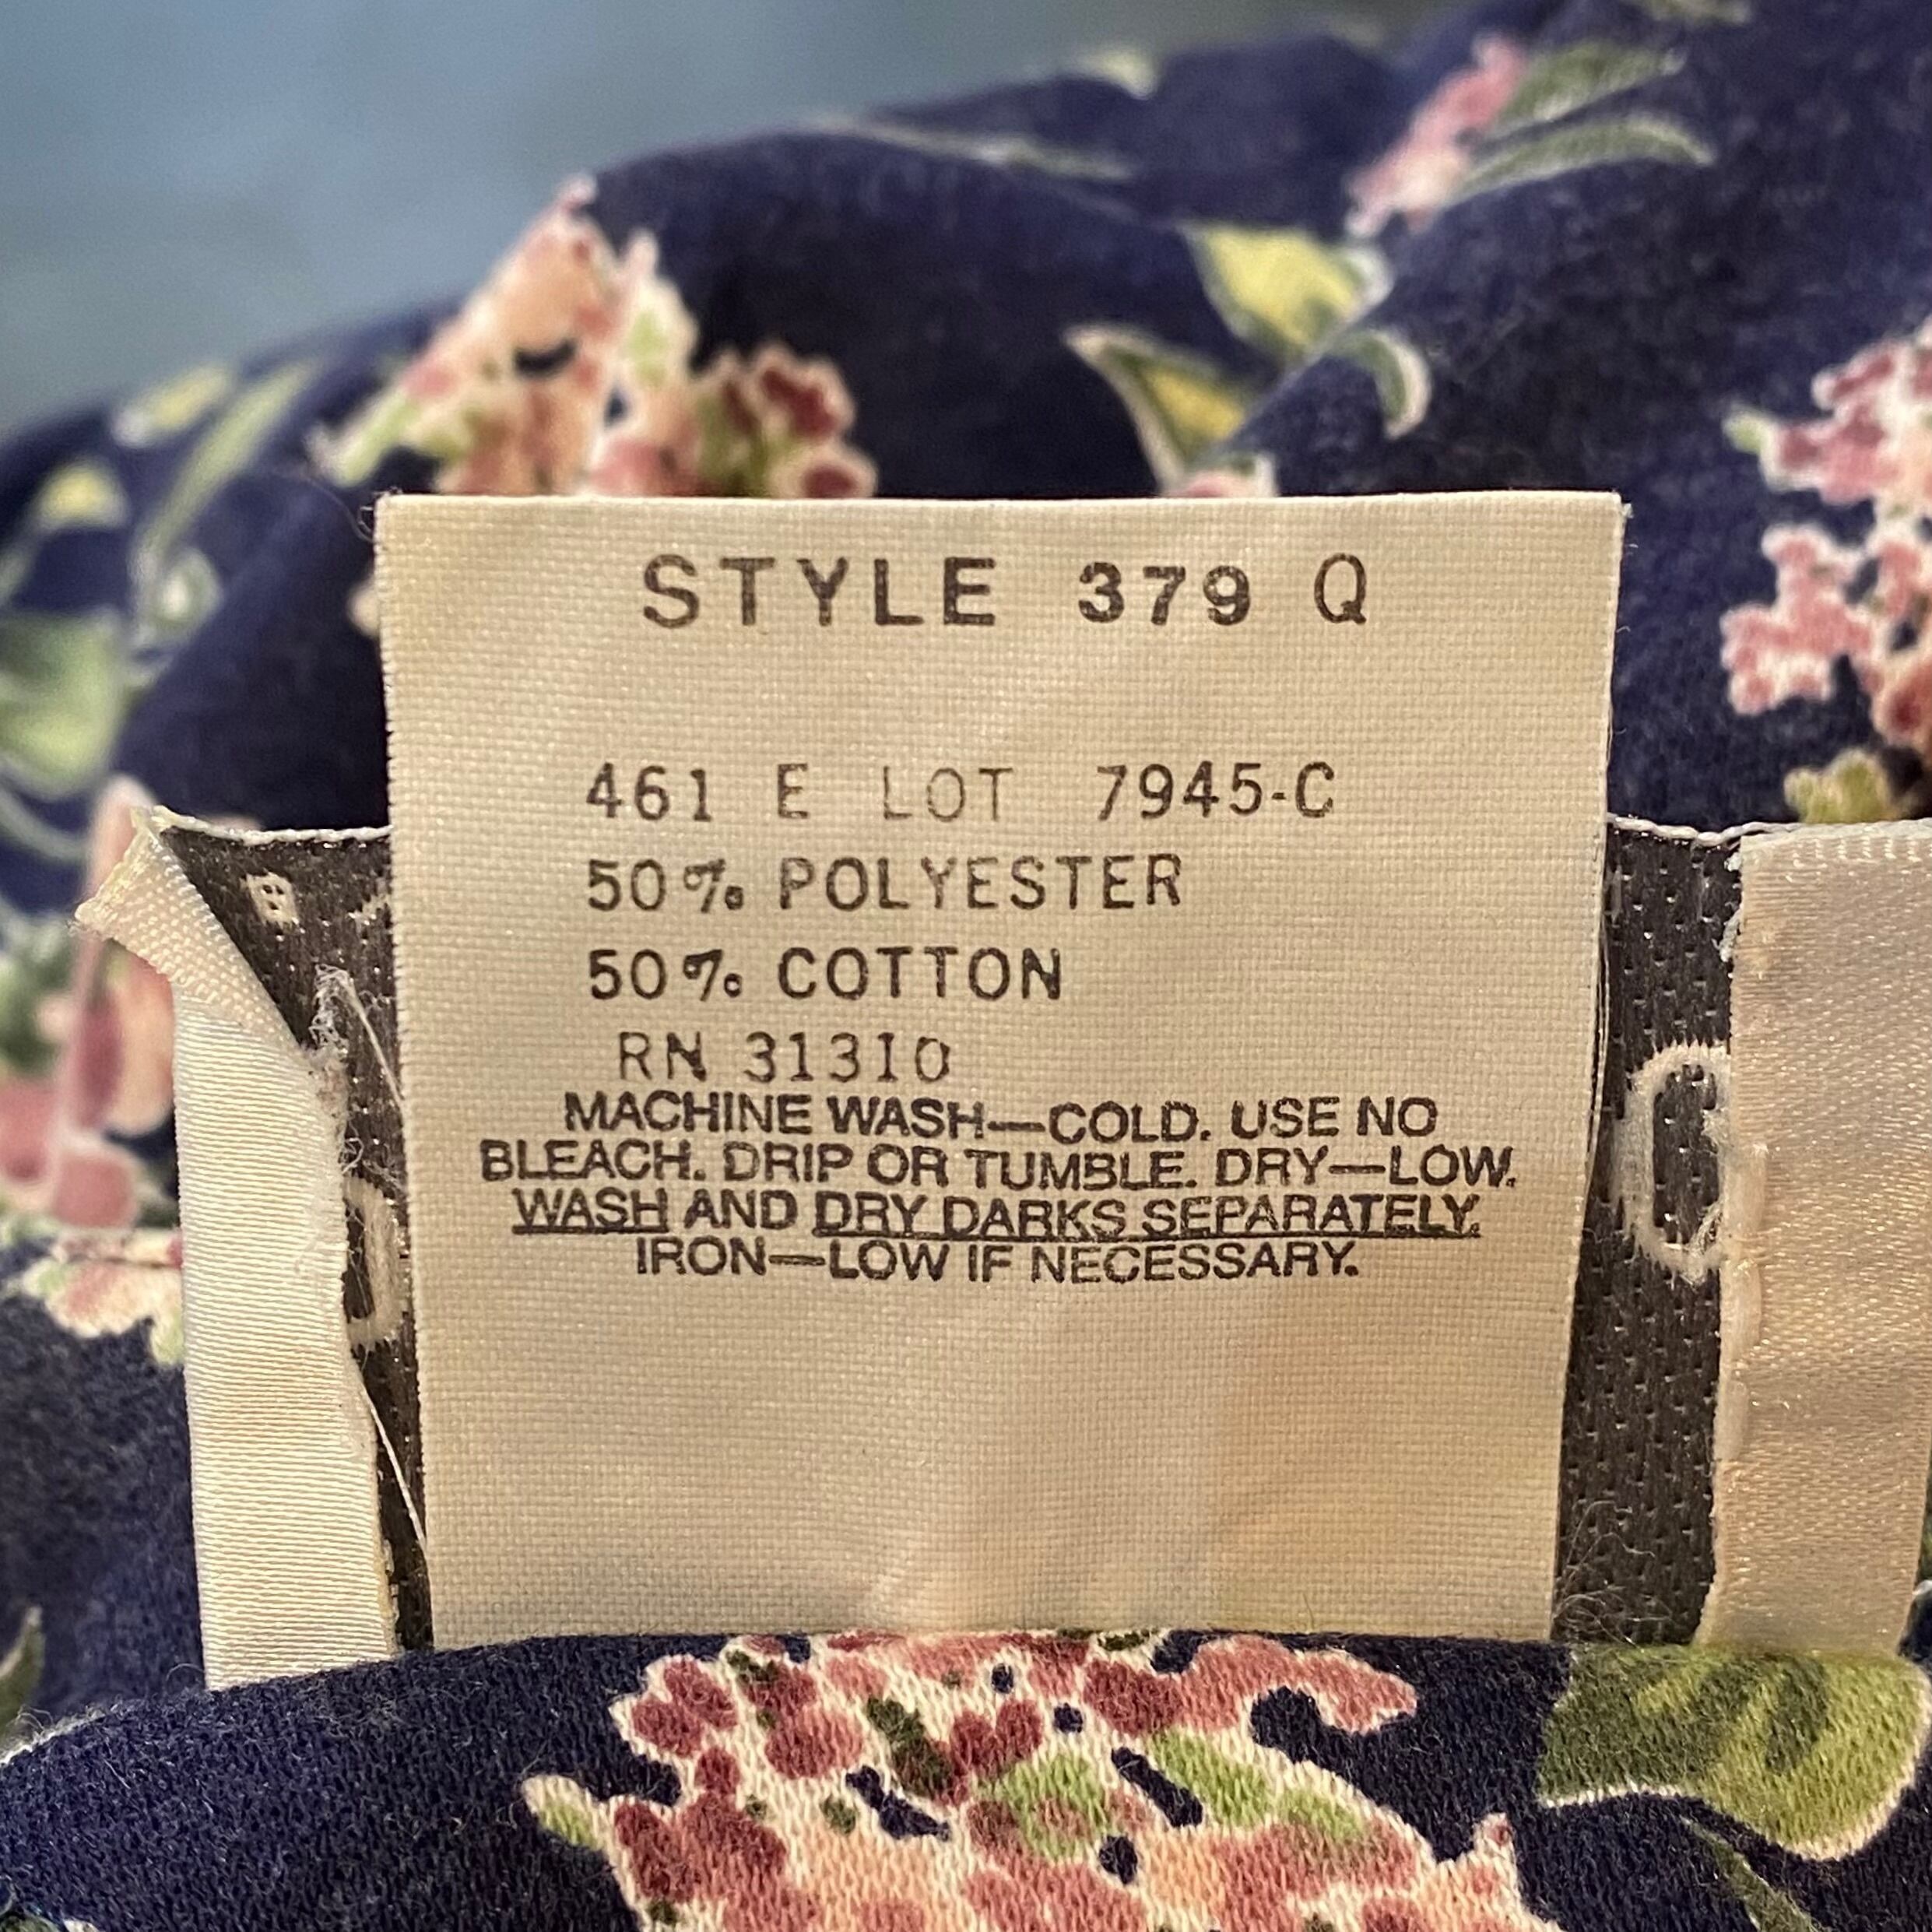 STYLE 379 Q
461 E LOT 7945-C
50% POLYESTER
50% COTTON
RN 31310
MACHINE WASH—COLD. USE NO
BLEACH. DRIP OR TUMBLE. DRY—LOW.
WASH AND DRY DARKS SEPARATELY.
IRON—LOW IF NECESSARY.